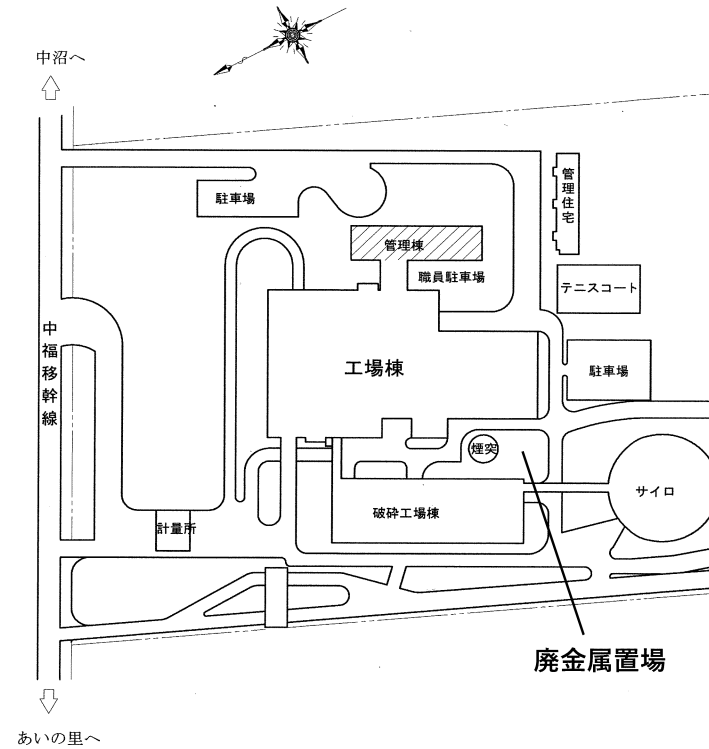 中沼へ
管理住宅
駐車場
管理棟
職員駐車場
テニスコート
中福移幹線
工場棟
駐車場
煙突
サイロ
破砕工場棟
計量所
廃金属置場
あいの里へ